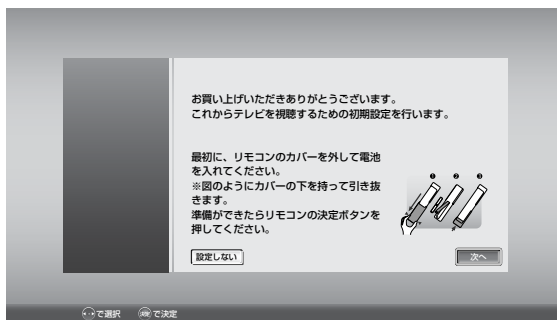 お買い上げいただきありがとうございます。
これからテレビを視聴するための初期設定を行います。
最初に、リモコンのカバーを外して電池
を入れてください。
※図のようにカバーの下を持って引き抜
きます。
準備ができたらリモコンの決定ボタンを
押してください。
❶ ❷ ❸
設定しない
次へ
で選択 決定 で決定